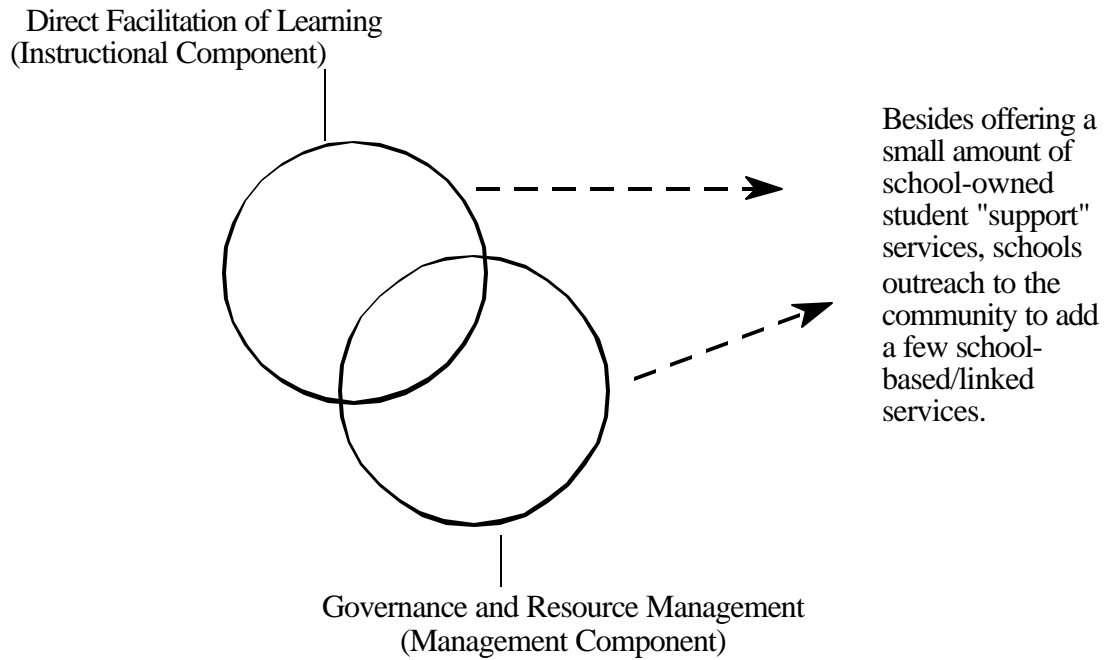 Direct Facilitation of Learning
(Instructional Component)
Besides offering a
small amount of
school-owned
student "support"
services, schools
outreach to the
community to add
a few school-
based/linked
services.
Governance and Resource Management
(Management Component)